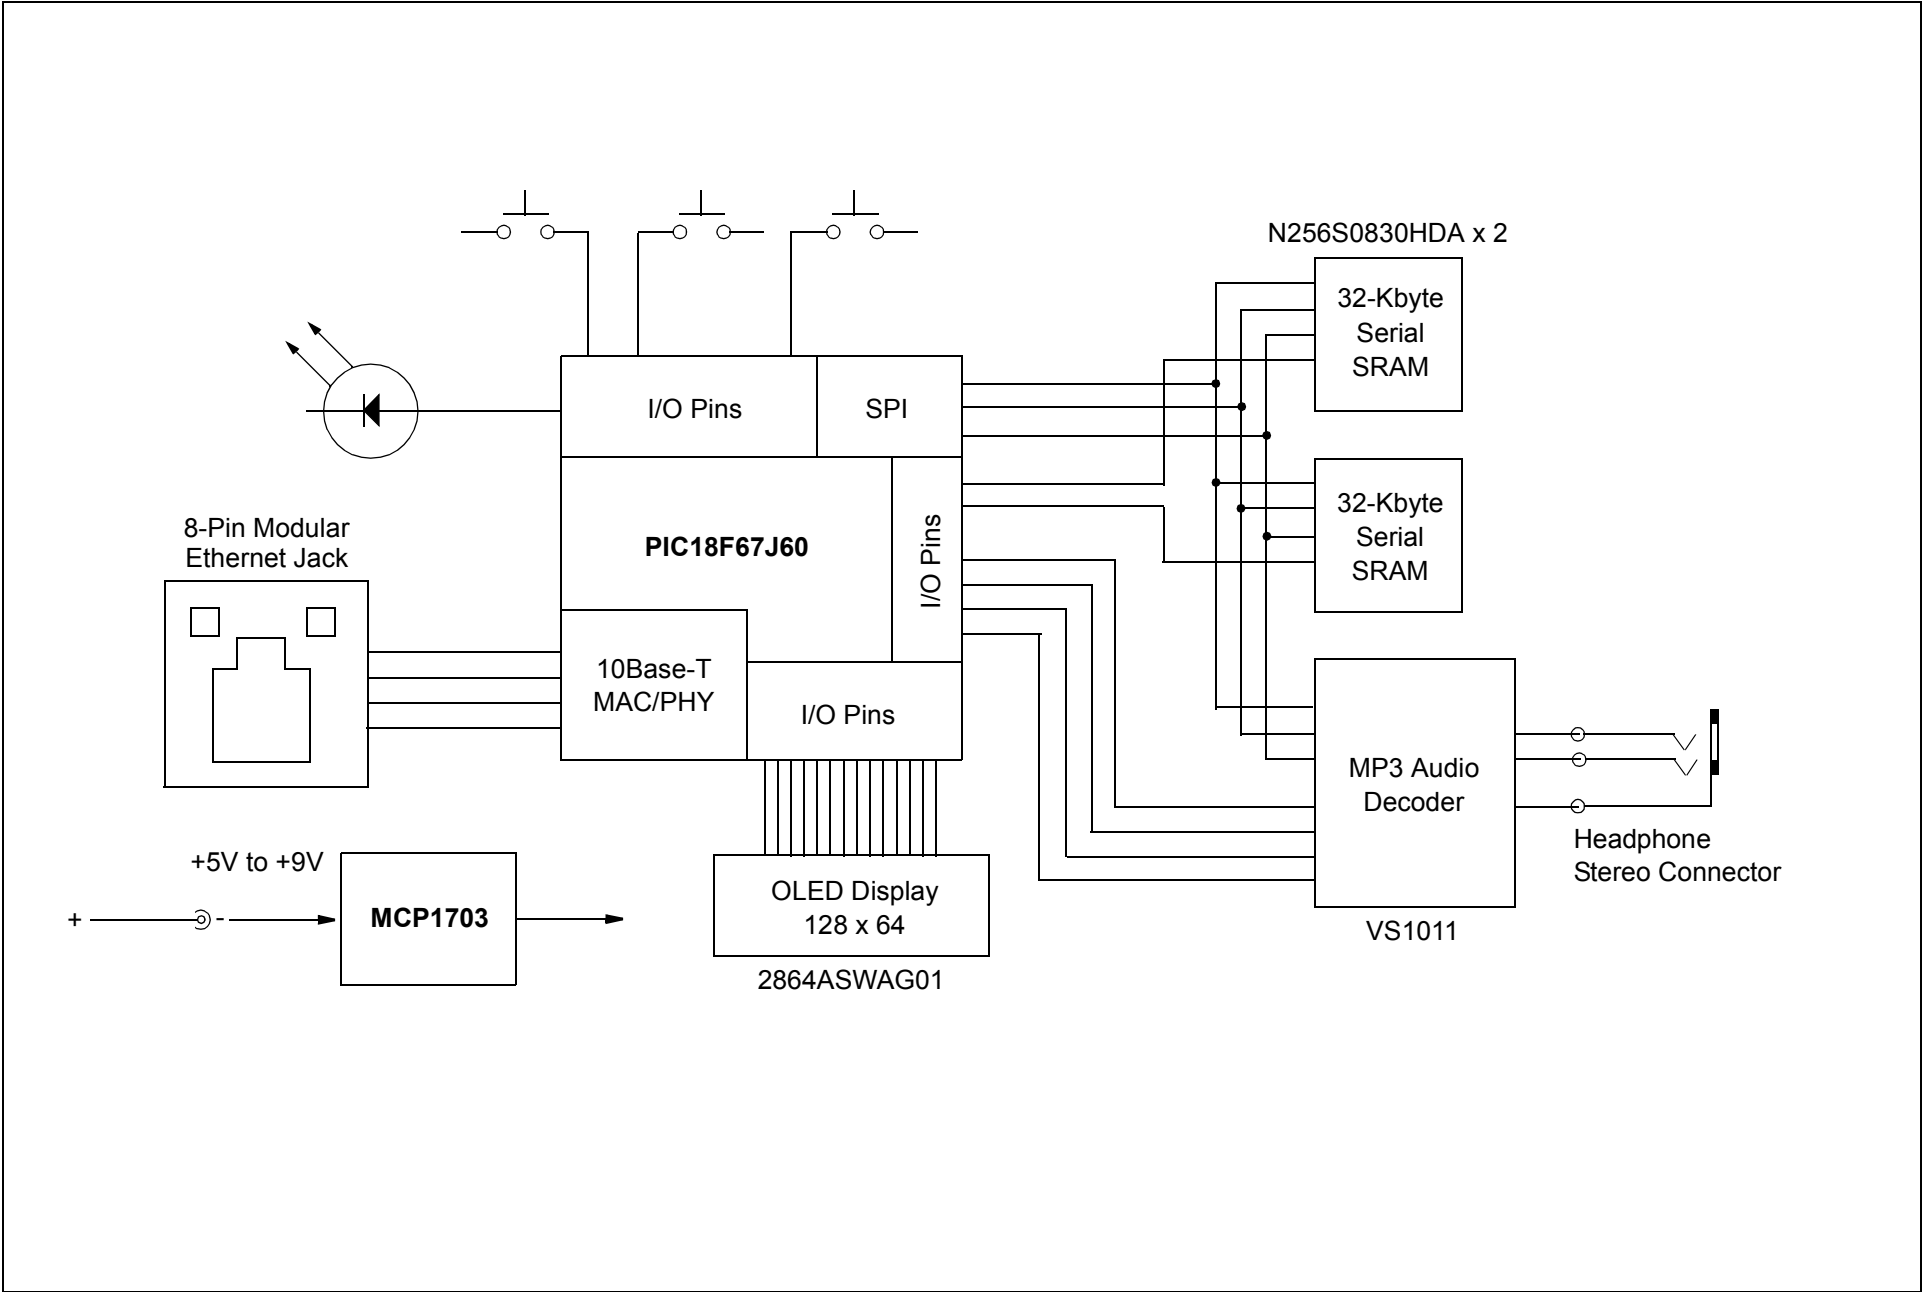 N256S0830HDA x 2
32-Kbyte
Serial
SRAM
I/O Pins
SPI
32-Kbyte
Serial
SRAM
8-Pin Modular
Ethernet Jack
PIC18F67J60
I/O Pins
10Base-T
MAC/PHY
I/O Pins
MP3 Audio
Decoder
Headphone
Stereo Connector
VS1011
+5V to +9V
+
-
MCP1703
OLED Display
128 x 64
2864ASWAG01